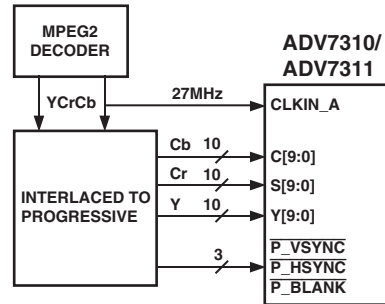 MPEG2
DECODER
ADV7310/
ADV7311
YCrCb
27MHz
CLKIN_A
INTERLACED TO
PROGRESSIVE
Cb 10
C[9:0]
Cr 10
S[9:0]
Y 10
Y[9:0]
3
P_VSYNC
P_HSYNC
P_BLANK